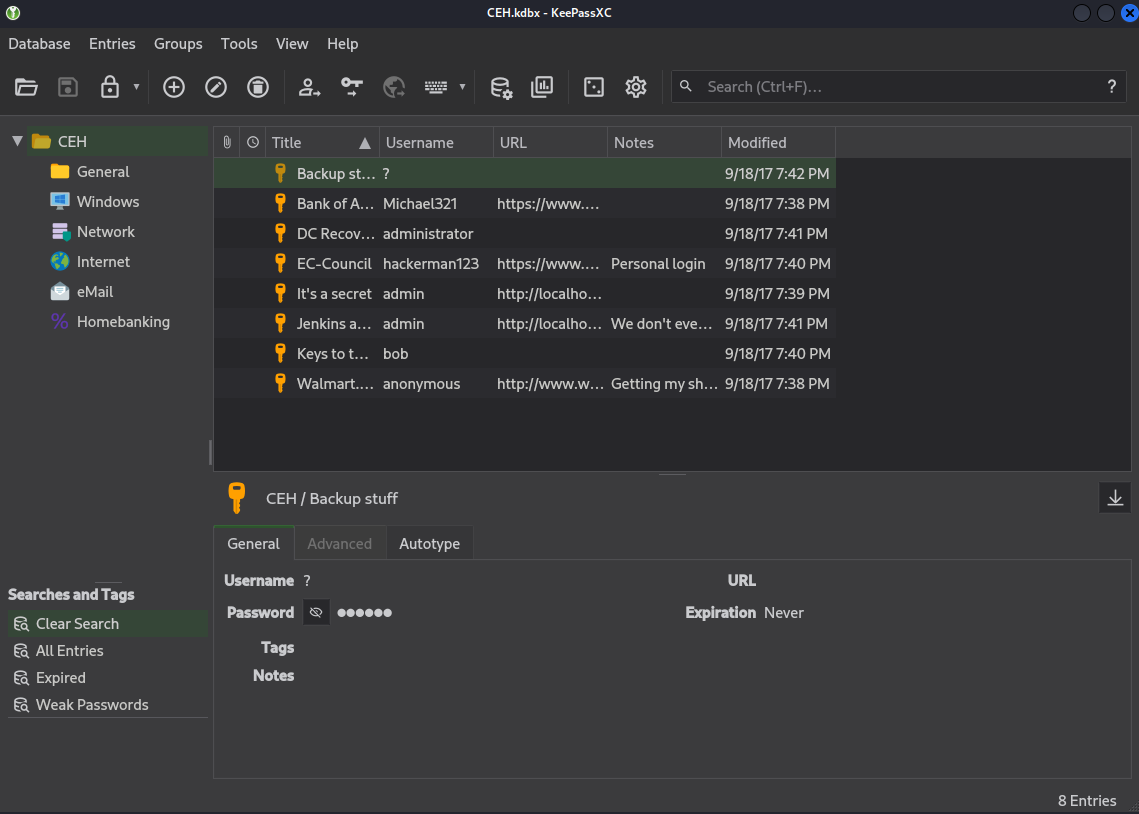 CEH.kdbx - KeePassXC
Database Entries Groups Tools View Help
Search (Ctrl+F)... ?
CEH
General
Windows
Network
Internet
eMail
Homebanking
Title Username URL Notes Modified
Backup st... ? 9/18/17 7:42 PM
Bank of A... Michael321 https://www.... 9/18/17 7:38 PM
DC Recov... administrator 9/18/17 7:41 PM
EC-Council hackerman123 https://www.... Personal login 9/18/17 7:40 PM
It's a secret admin http://localho... 9/18/17 7:39 PM
Jenkins a... admin http://localho... We don't eve... 9/18/17 7:41 PM
Keys to t... bob 9/18/17 7:40 PM
Walmart.... anonymous http://www.w... Getting my sh... 9/18/17 7:38 PM
CEH / Backup stuff
General Advanced Autotype
Username ? URL
Password ●●●●●● Expiration Never
Tags
Notes
Searches and Tags
Clear Search
All Entries
Expired
Weak Passwords
8 Entries